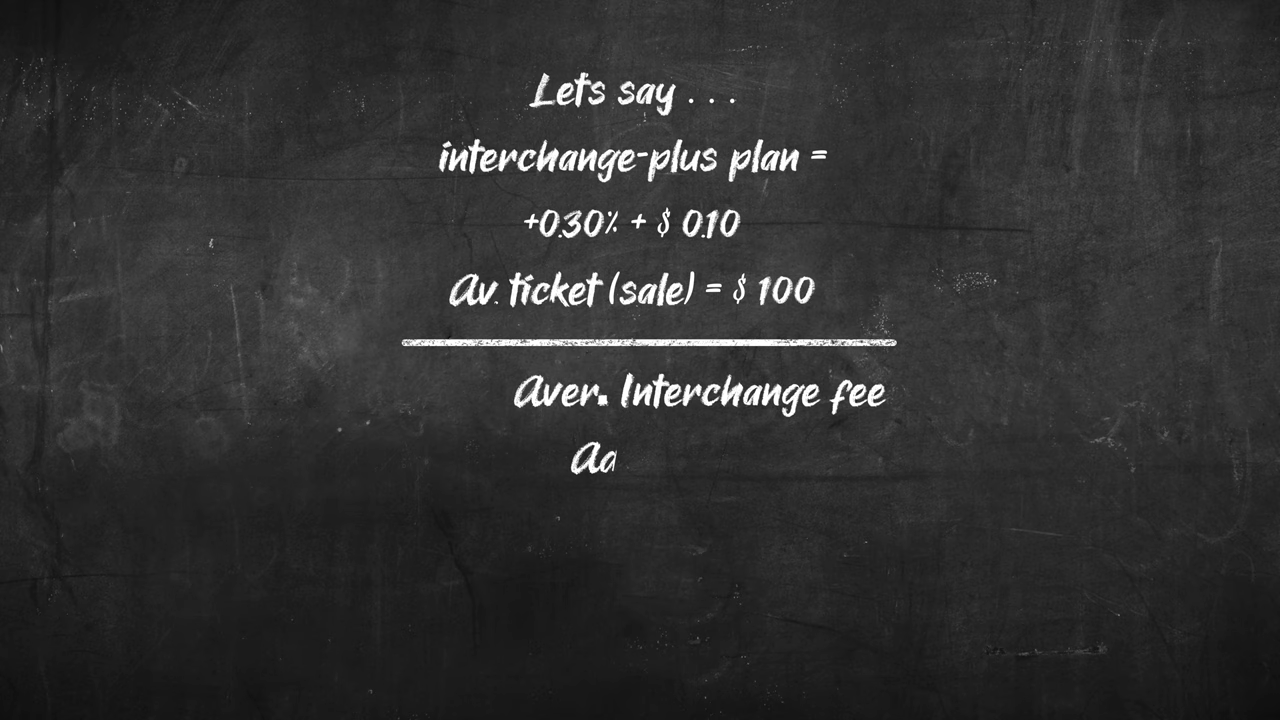 Lets say . . .
interchange-plus plan =
+0.30% + $ 0.10
Av. ticket (sale) = $ 100
Aver. Interchange fee